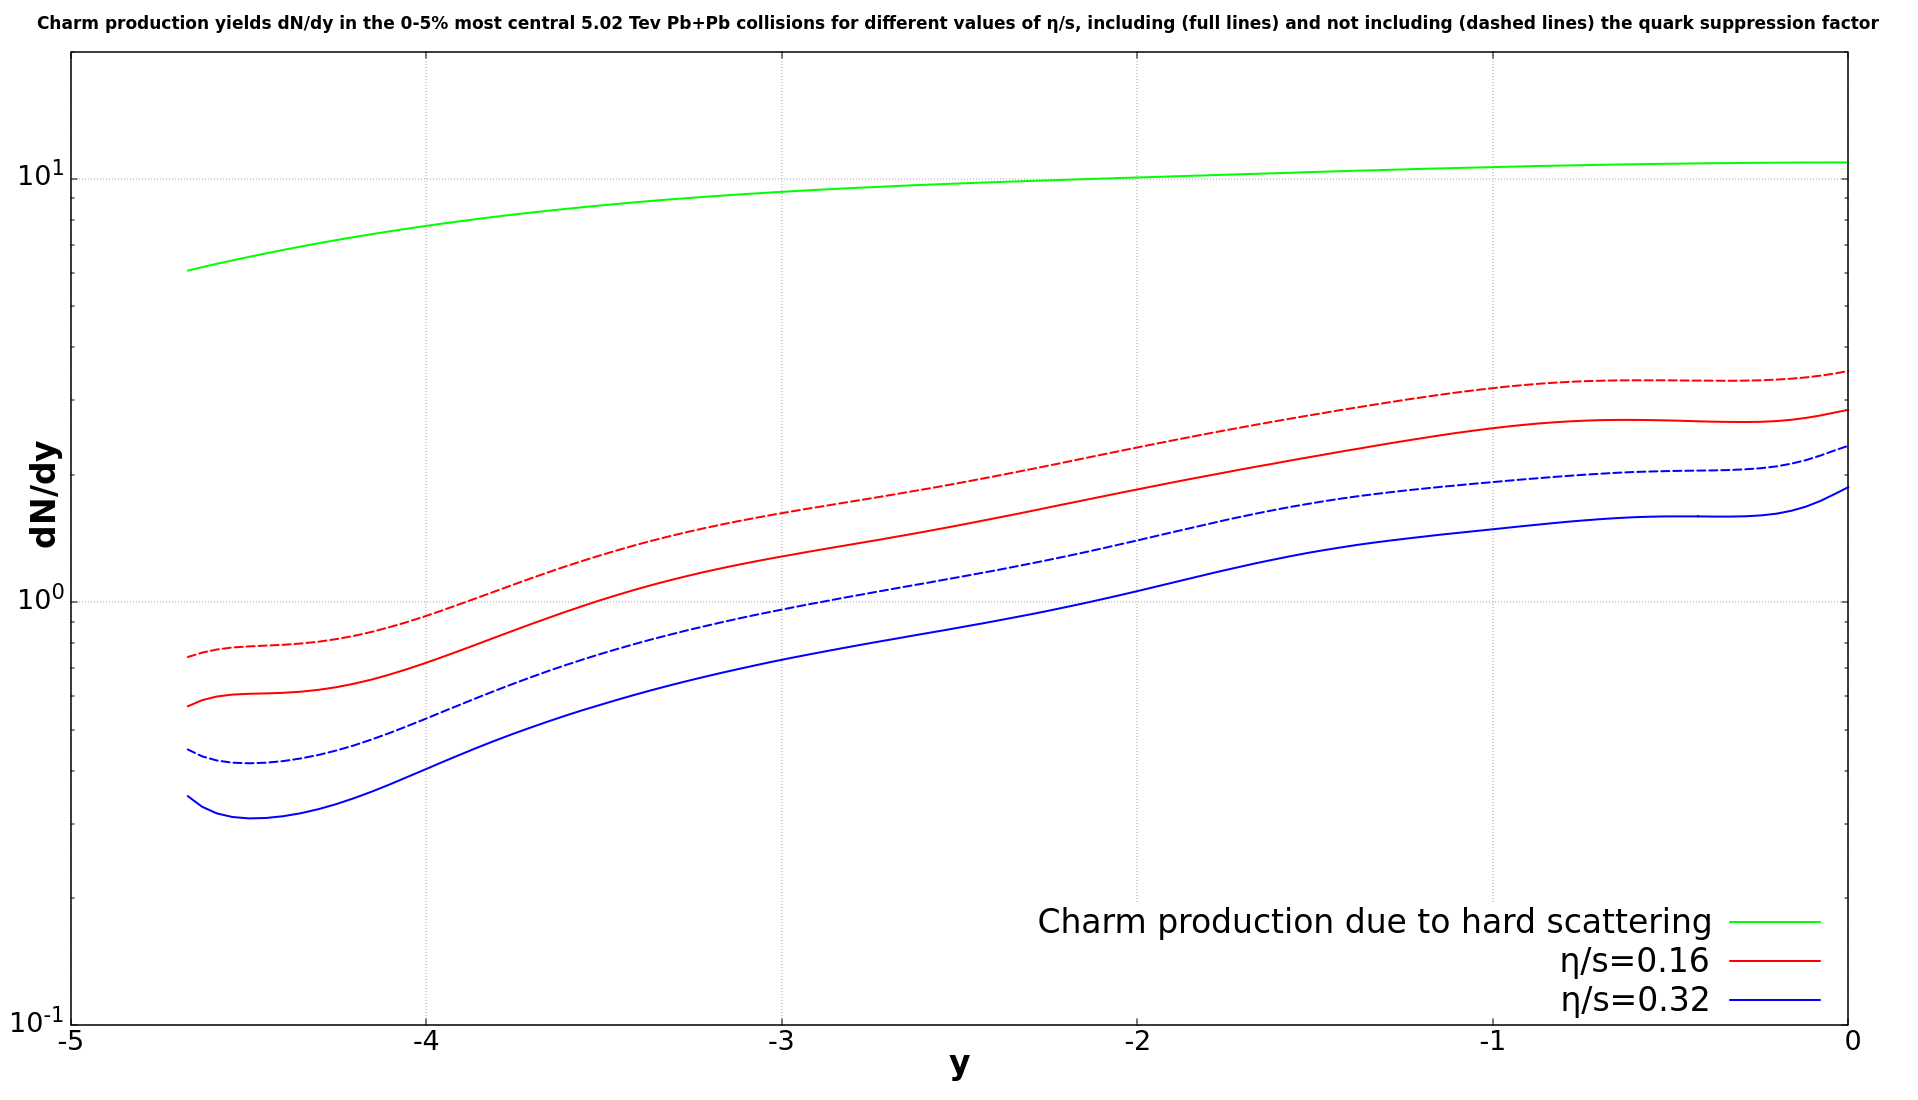 Charm production yields dN/dy in the 0-5% most central 5.02 Tev Pb+Pb collisions for different values of η/s, including (full lines) and not including (dashed lines) the quark suppression factor
10^1
10^0
10^-1
dN/dy
Charm production due to hard scattering
η/s=0.16
η/s=0.32
-5 -4 -3 -2 -1 0
y